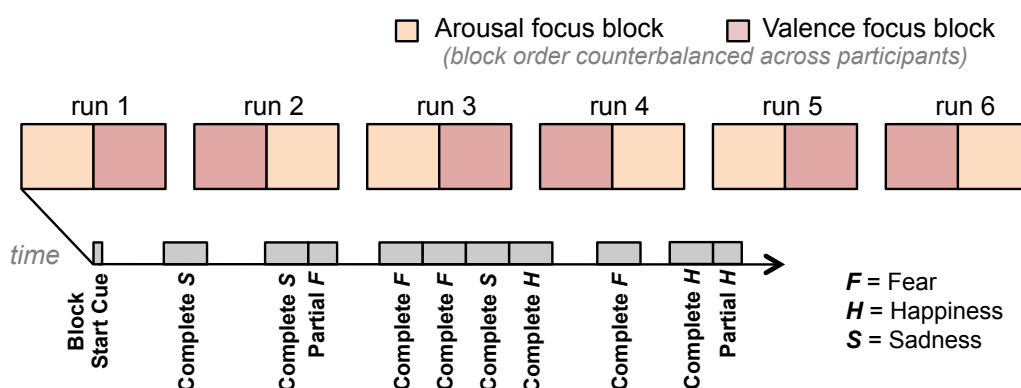 Arousal focus block
Valence focus block
(block order counterbalanced across participants)
run 1
run 2
run 3
run 4
run 5
run 6
time
Block
Start Cue
Complete S
Complete S
Partial F
Complete F
Complete F
Complete S
Complete H
Complete F
Complete H
Partial H
F = Fear
H = Happiness
S = Sadness